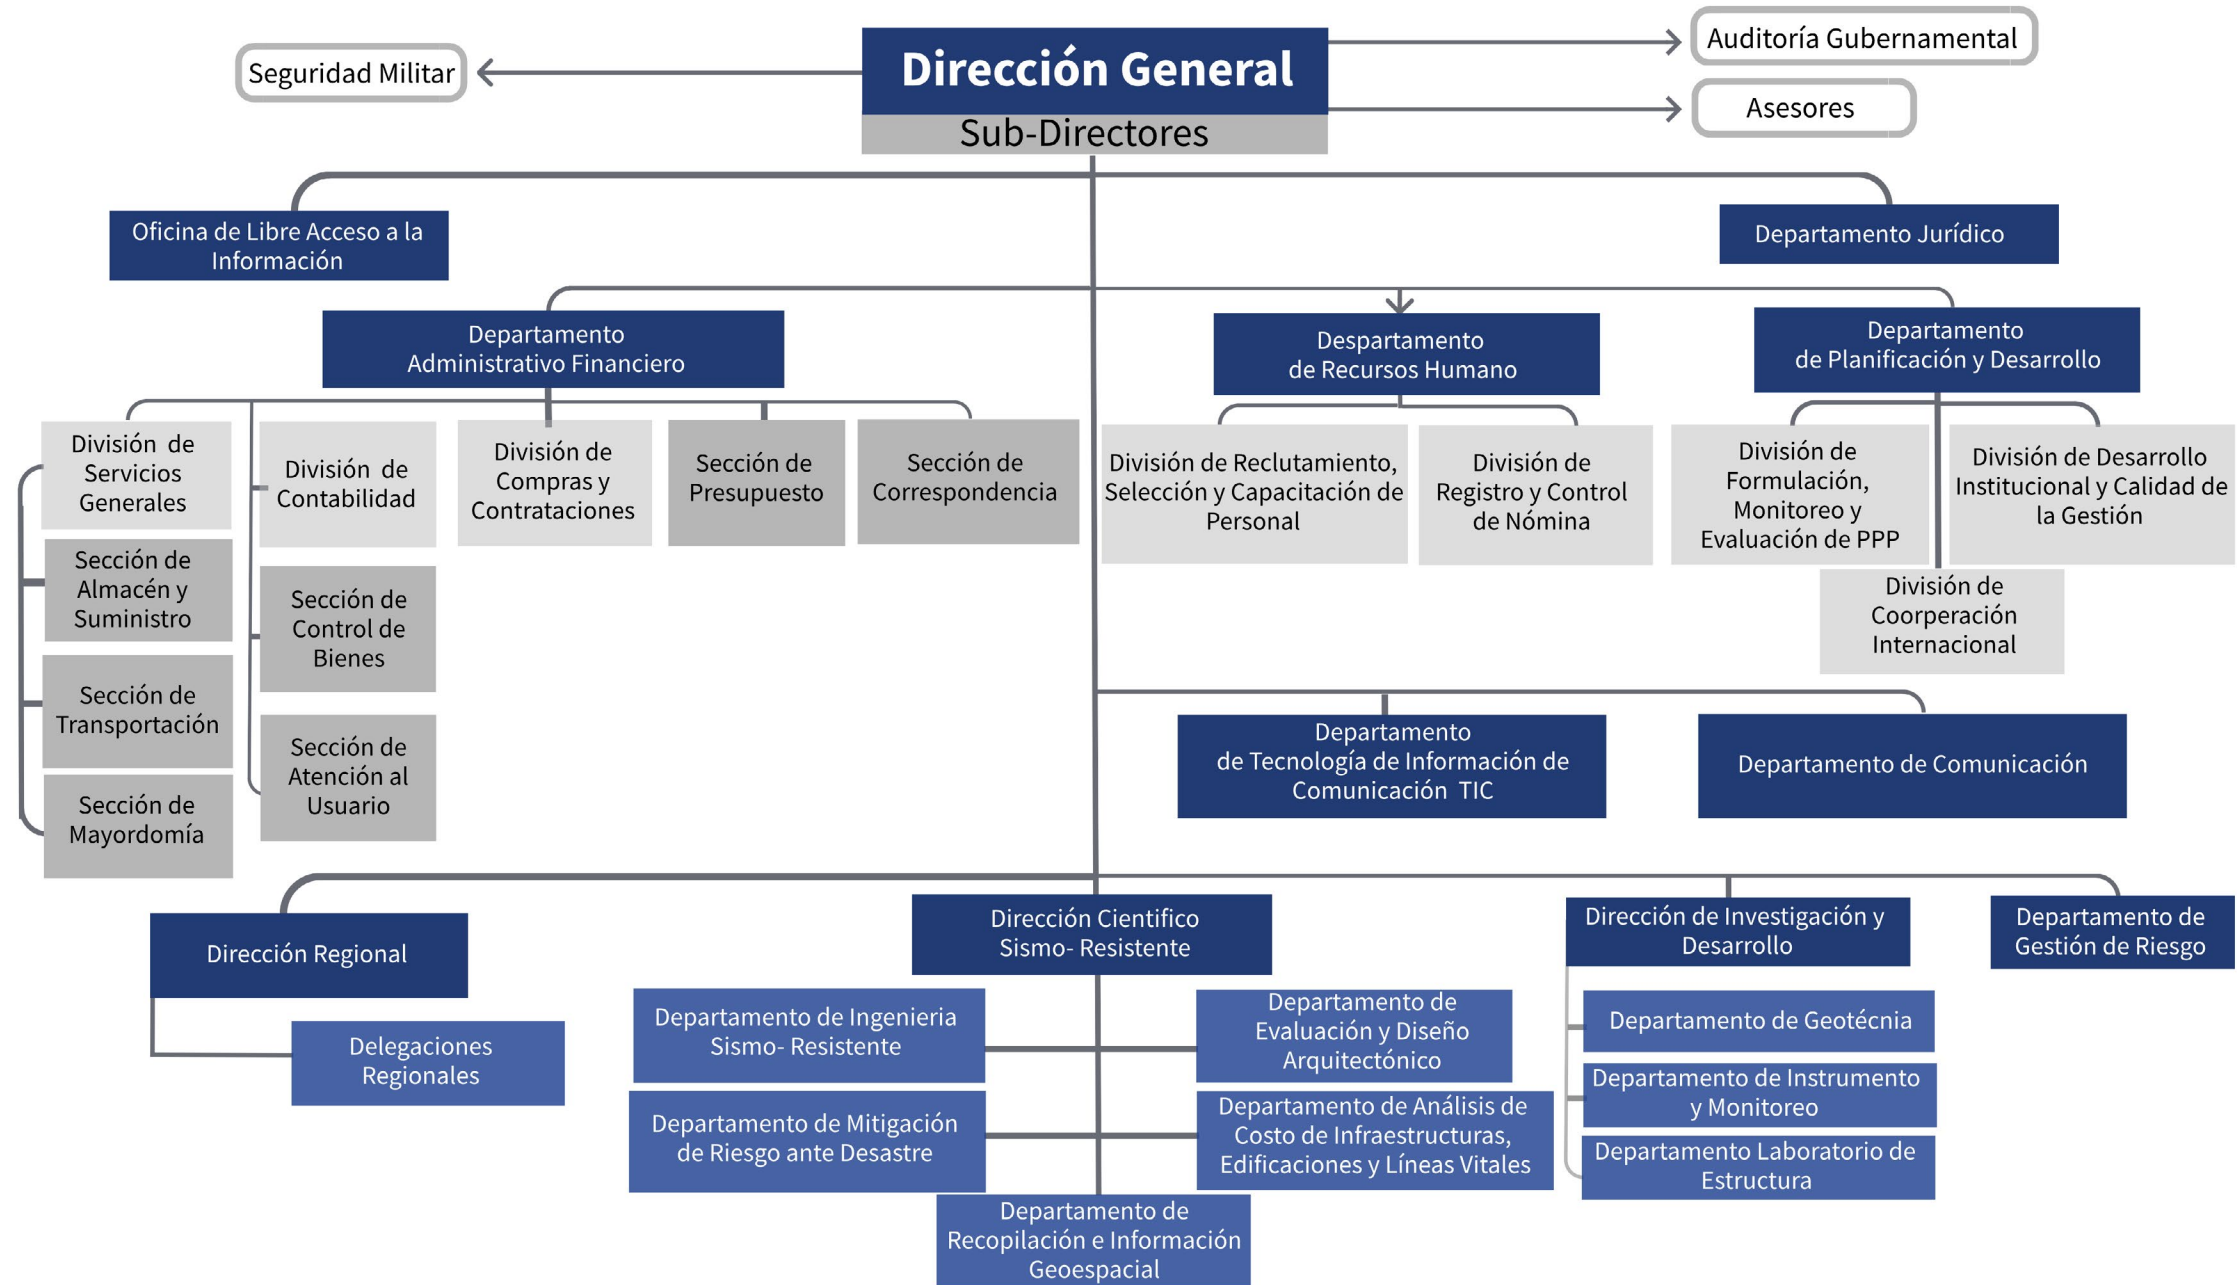 Seguridad Militar
Dirección General
Sub-Directores
Auditoría Gubernamental
Asesores
Oficina de Libre Acceso a la
Información
Departamento Jurídico
Departamento
Administrativo Financiero
Despartamento
de Recursos Humano
Departamento
de Planificación y Desarrollo
División de
Servicios
Generales
División de
Contabilidad
División de
Compras y
Contrataciones
Sección de
Presupuesto
Sección de
Correspondencia
División de Reclutamiento,
Selección y Capacitación de
Personal
División de
Registro y Control
de Nómina
División de
Formulación,
Monitoreo y
Evaluación de PPP
División de Desarrollo
Institucional y Calidad de
la Gestión
Sección de
Almacén y
Suministro
Sección de
Control de
Bienes
División de
Coorperación
Internacional
Sección de
Transportación
Sección de
Atención al
Usuario
Sección de
Mayordomía
Departamento
de Tecnología de Información de
Comunicación TIC
Departamento de Comunicación
Dirección Regional
Dirección Cientifico
Sismo- Resistente
Dirección de Investigación y
Desarrollo
Departamento de
Gestión de Riesgo
Delegaciones
Regionales
Departamento de Ingenieria
Sismo- Resistente
Departamento de
Evaluación y Diseño
Arquitectónico
Departamento de Mitigación
de Riesgo ante Desastre
Departamento de Análisis de
Costo de Infraestructuras,
Edificaciones y Líneas Vitales
Departamento de
Recopilación e Información
Geoespacial
Departamento de Geotécnia
Departamento de Instrumento
y Monitoreo
Departamento Laboratorio de
Estructura